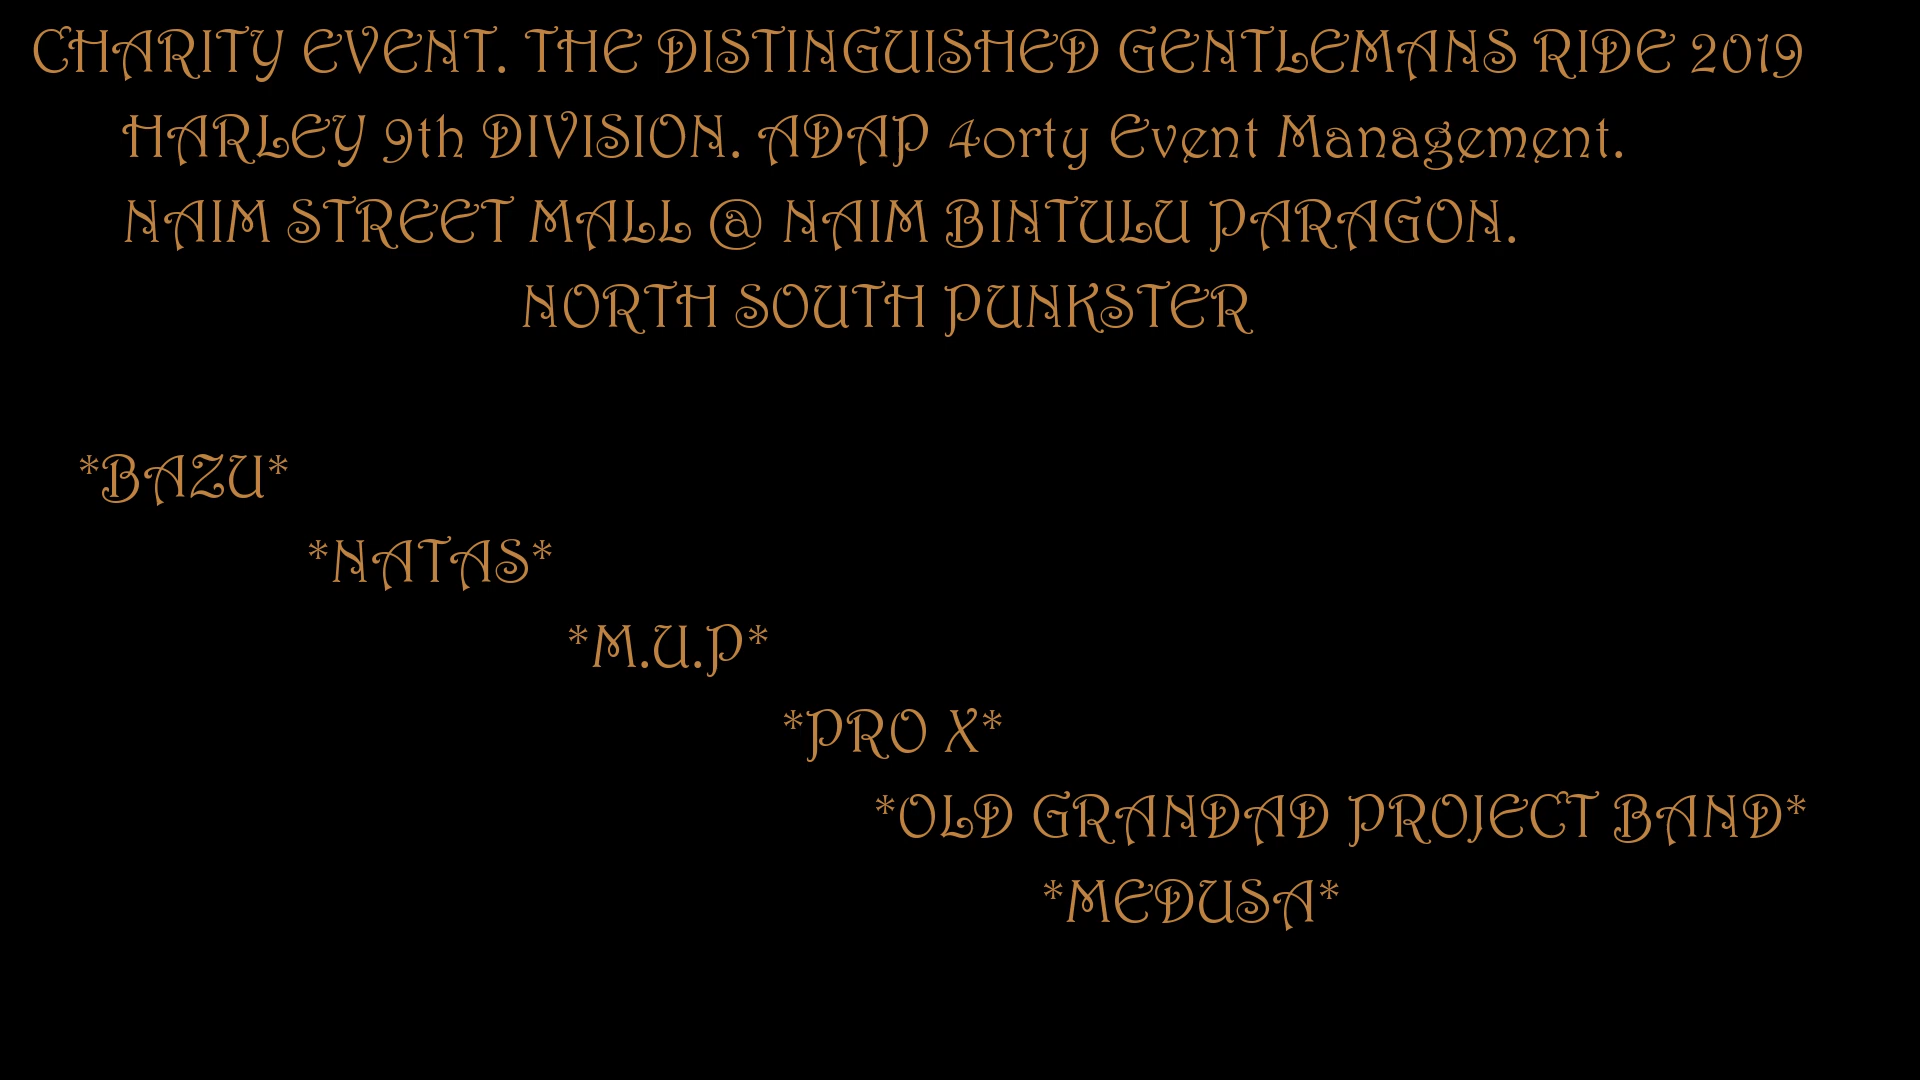 CHARITY EVENT. THE DISTINGUISHED GENTLEMANS RIDE 2019
HARLEY 9th DIVISION. ADAP 4orty Event Management.
NAIM STREET MALL @ NAIM BINTULU PARAGON.
NORTH SOUTH PUNKSTER
*BAZU*
*NATAS*
*M.U.P*
*PRO X*
*OLD GRANDAD PROJECT BAND*
*MEDUSA*